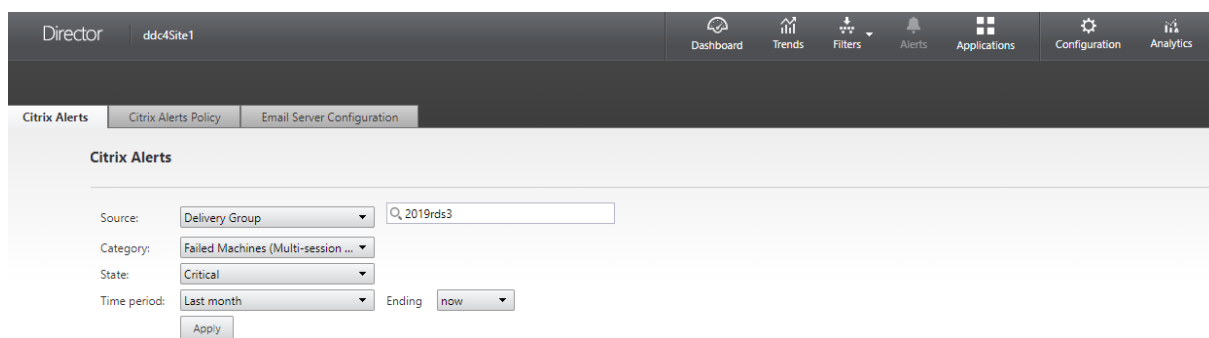 Director ddc4Site1 Dashboard Trends Filters Alerts Applications Configuration Analytics
Citrix Alerts Citrix Alerts Policy Email Server Configuration
Citrix Alerts
Source: Delivery Group 2019rds3
Category: Failed Machines (Multi-session ...
State: Critical
Time period: Last month Ending now
Apply